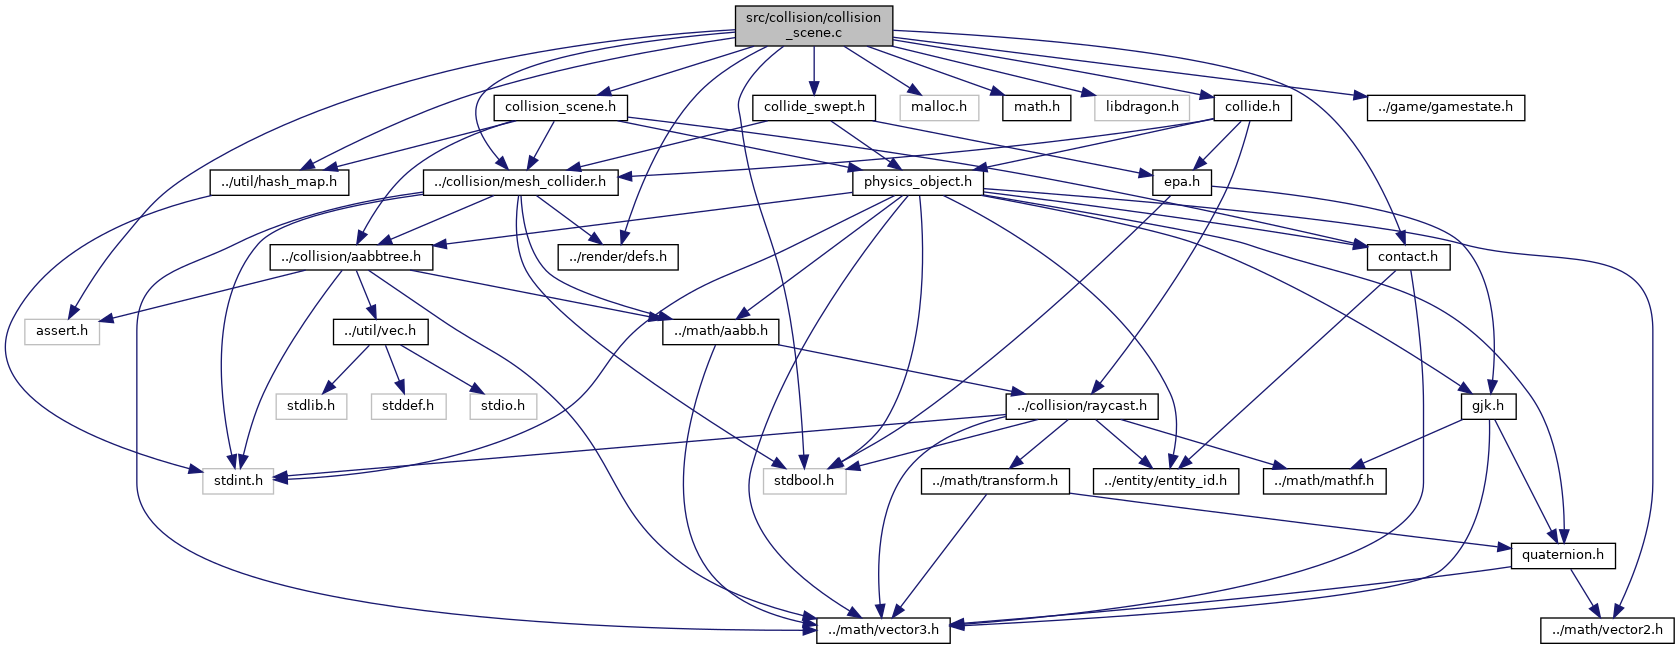 src/collision/collision
_scene.c
collision_scene.h
collide_swept.h
malloc.h
math.h
libdragon.h
collide.h
../game/gamestate.h
../util/hash_map.h
../collision/mesh_collider.h
physics_object.h
epa.h
../collision/aabbtree.h
../render/defs.h
contact.h
assert.h
../util/vec.h
../math/aabb.h
stdlib.h
stddef.h
stdio.h
../collision/raycast.h
gjk.h
stdint.h
stdbool.h
../math/transform.h
../entity/entity_id.h
../math/mathf.h
quaternion.h
../math/vector3.h
../math/vector2.h